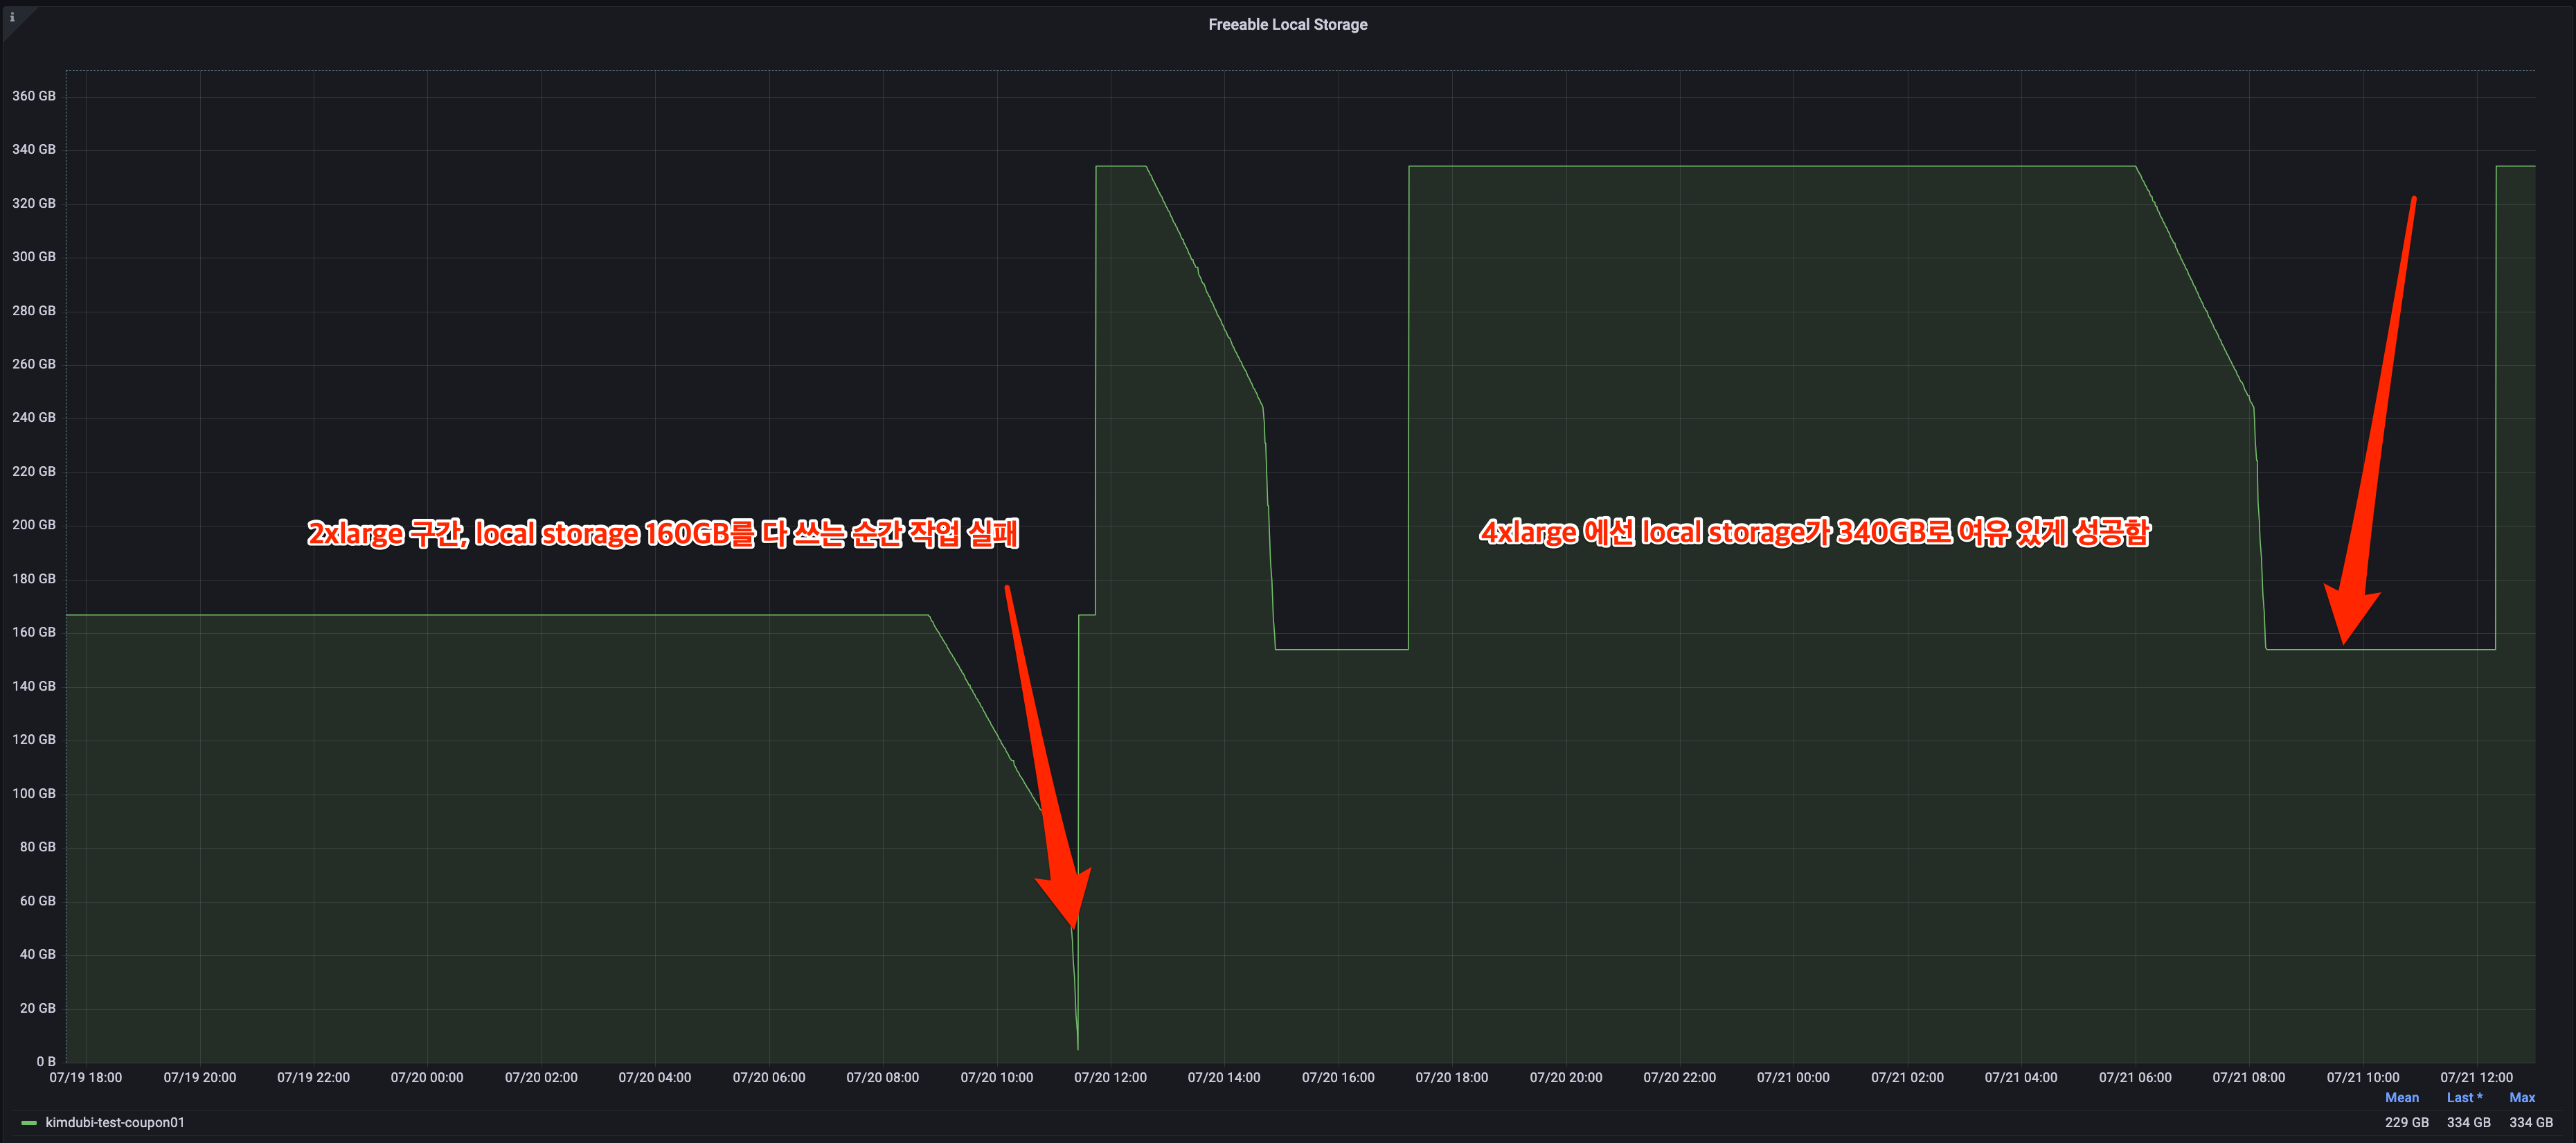 i
Freeable Local Storage
360 GB
340 GB
320 GB
300 GB
280 GB
260 GB
240 GB
220 GB
200 GB
180 GB
160 GB
140 GB
120 GB
100 GB
80 GB
60 GB
40 GB
20 GB
0 B
2xlarge 구간, local storage 160GB를 다 쓰는 순간 작업 실패
4xlarge 에선 local storage가 340GB로 여유 있게 성공함
07/19 18:00 07/19 20:00 07/19 22:00 07/20 00:00 07/20 02:00 07/20 04:00 07/20 06:00 07/20 08:00 07/20 10:00 07/20 12:00 07/20 14:00 07/20 16:00 07/20 18:00 07/20 20:00 07/20 22:00 07/21 00:00 07/21 02:00 07/21 04:00 07/21 06:00 07/21 08:00 07/21 10:00 07/21 12:00
Mean Last * Max
kimdubi-test-coupon01 229 GB 334 GB 334 GB